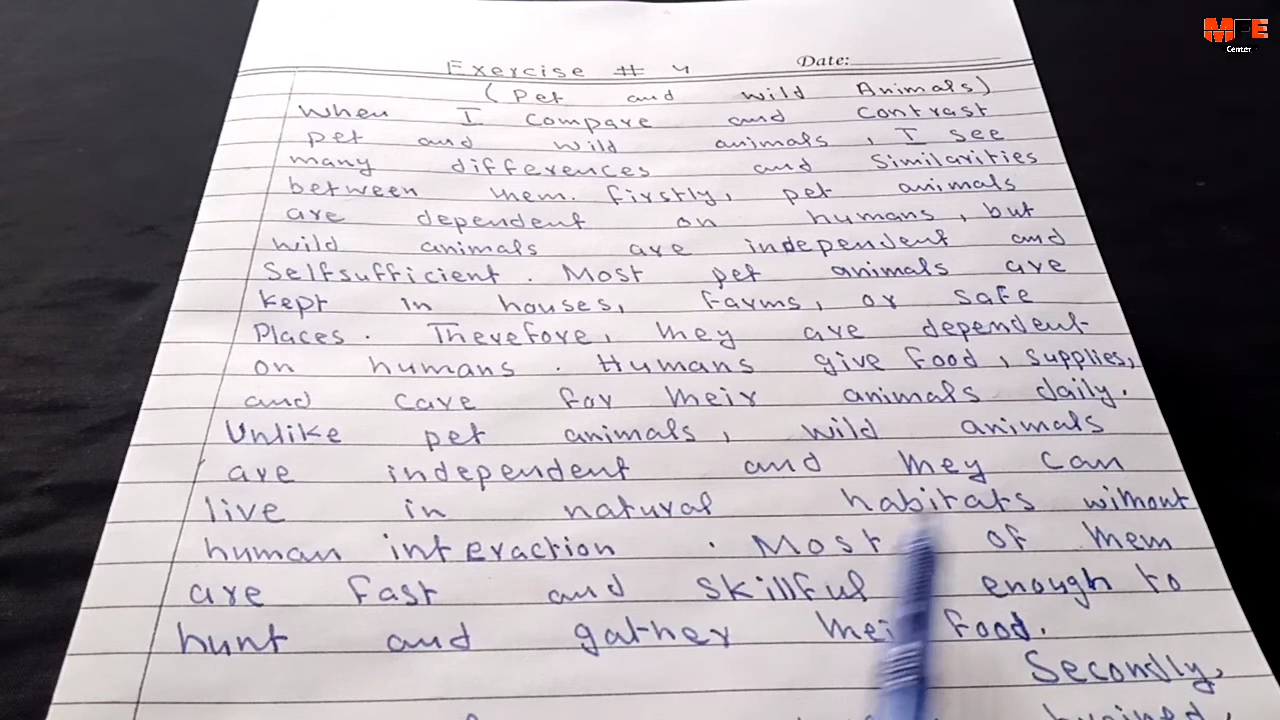 MPE
Center
Date:
Exercise # 4
(Pet and wild Animals)
When I compare and contrast
pet and wild animals, I see
many differences and similarities
between them. firstly, pet animals
are dependent on humans, but
wild animals are independent and
Selfsufficient. Most pet animals are
kept in houses, farms, or safe
Places. Therefore, they are dependent
on humans. Humans give food, supplies,
and care for their animals daily.
Unlike pet animals, wild animals
are independent and they can
live in natural habitats without
human interaction. Most of them
are fast and skillful enough to
hunt and gather their food.
Secondly,